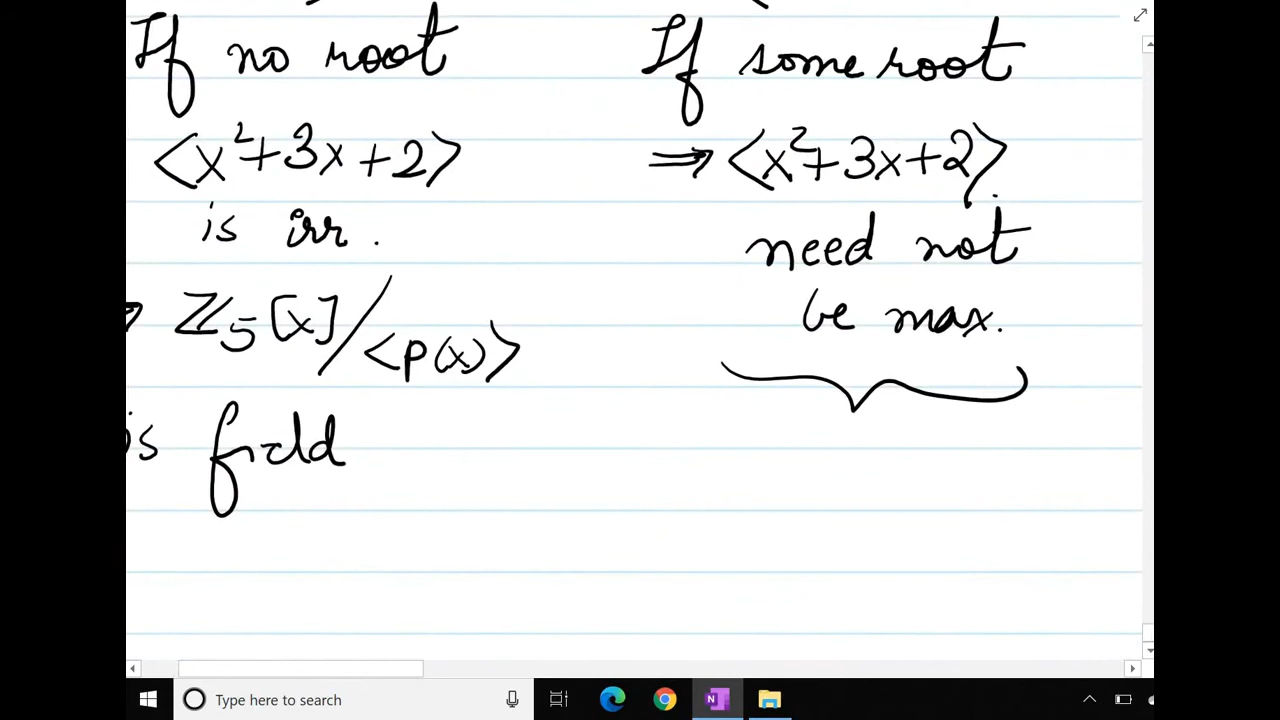 If no root
<x²+3x+2>
is irr.
⇒ ℤ₅[x]/<p(x)>
is field
If some root
⇒ <x²+3x+2>
need not
be max.
Type here to search